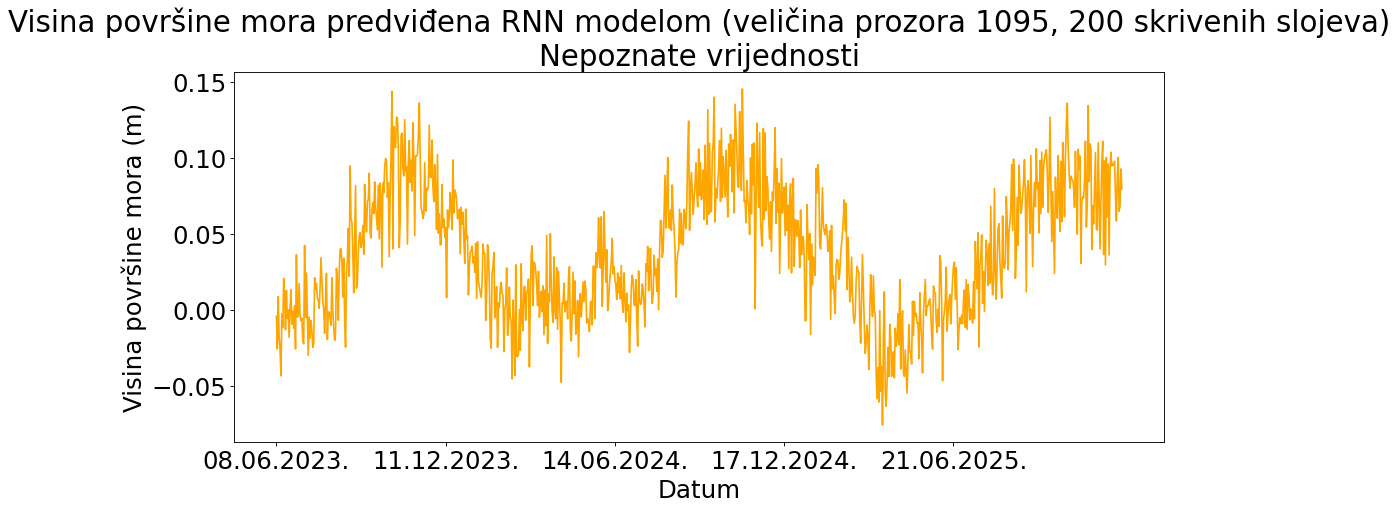 Visina površine mora predviđena RNN modelom (veličina prozora 1095, 200 skrivenih slojeva)
Nepoznate vrijednosti
Visina površine mora (m)
0.15
0.10
0.05
0.00
−0.05
08.06.2023. 11.12.2023. 14.06.2024. 17.12.2024. 21.06.2025.
Datum